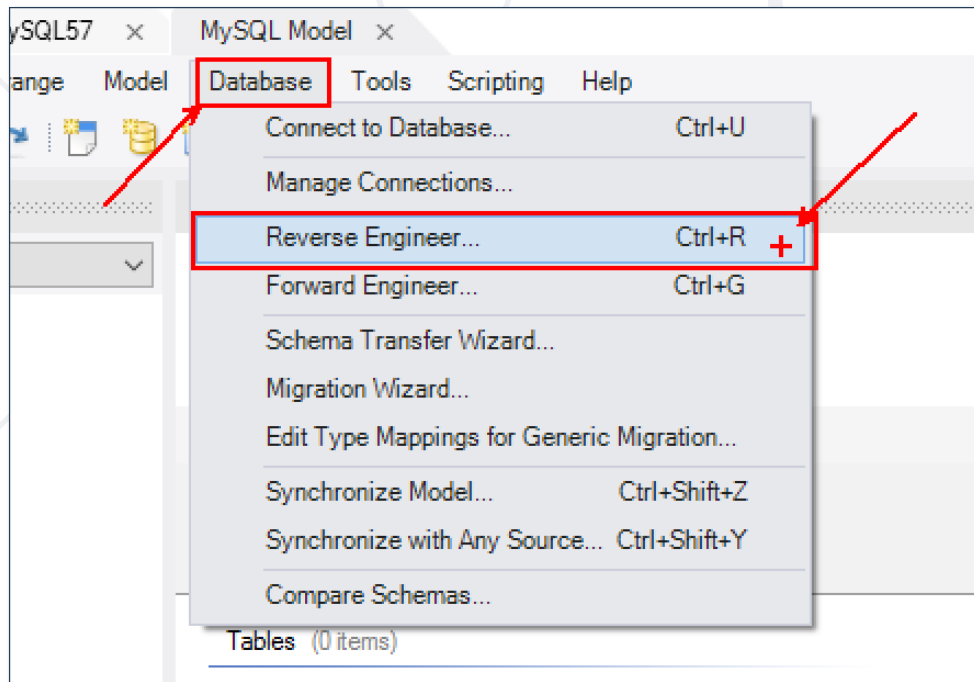 ySQL57 × MySQL Model ×
ange Model Database Tools Scripting Help
Connect to Database... Ctrl+U
Manage Connections...
Reverse Engineer... Ctrl+R
Forward Engineer... Ctrl+G
Schema Transfer Wizard...
Migration Wizard...
Edit Type Mappings for Generic Migration...
Synchronize Model... Ctrl+Shift+Z
Synchronize with Any Source... Ctrl+Shift+Y
Compare Schemas...
Tables (0 items)